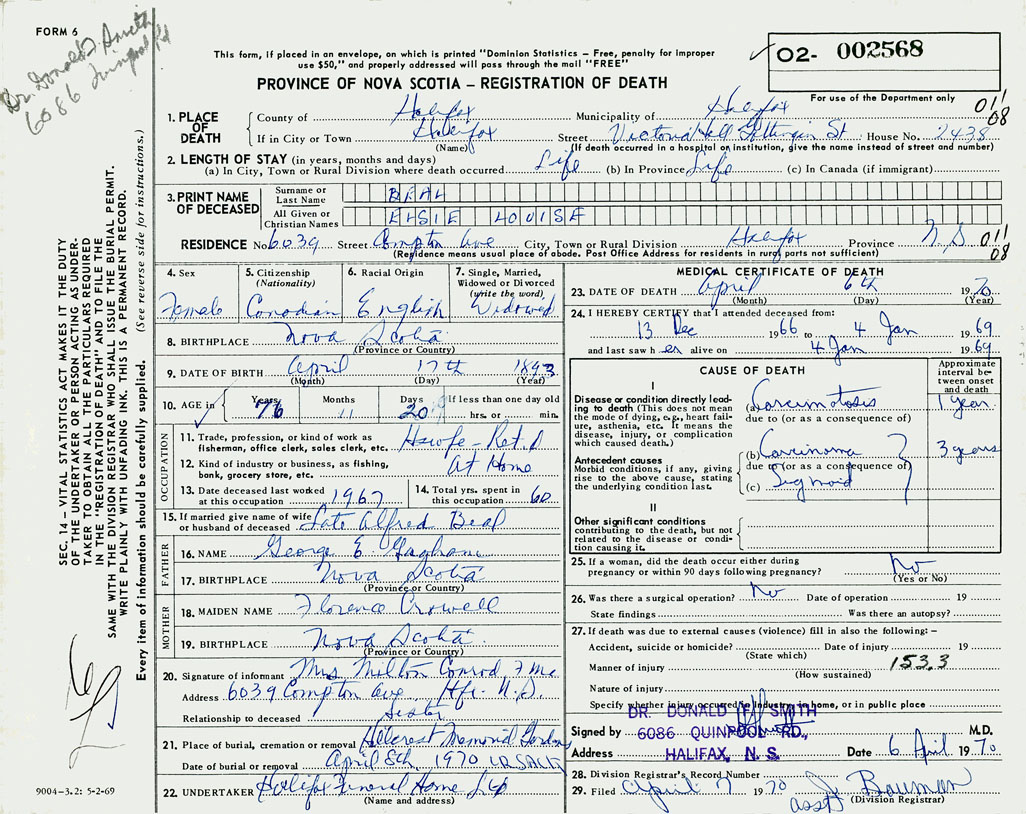 FORM 6
Dr. Donald F. Smith
6086 Quinpool Rd
This form, if placed in an envelope, on which is printed "Dominion Statistics – Free, penalty for improper
use $50," and properly addressed will pass through the mail "FREE"
PROVINCE OF NOVA SCOTIA – REGISTRATION OF DEATH
02- 002568
For use of the Department only
011
08
1. PLACE OF DEATH
County of Halifax Municipality of Halifax
If in City or Town Halifax Street Victoria Hall Gottingen St House No. 2438
(Name) (If death occurred in a hospital or institution, give the name instead of street and number)
2. LENGTH OF STAY (in years, months and days)
(a) In City, Town or Rural Division where death occurred Life (b) In Province Life (c) In Canada (if immigrant)
3. PRINT NAME OF DECEASED
Surname or Last Name BEAL
All Given or Christian Names ELSIE LOUISE
RESIDENCE No 6039 Street Compton Ave City, Town or Rural Division Halifax Province N S 011
(Residence means usual place of abode. Post Office Address for residents in rural parts not sufficient) 08
4. Sex
Female
5. Citizenship
(Nationality)
Canadian
6. Racial Origin
English
7. Single, Married,
Widowed or Divorced
(write the word)
Widowed
8. BIRTHPLACE Nova Scotia
(Province or Country)
9. DATE OF BIRTH April 17th 1893
(Month) (Day) (Year)
10. AGE in Years 76 Months 11 Days 20 If less than one day old
hrs. or min.
OCCUPATION
11. Trade, profession, or kind of work as
fisherman, office clerk, sales clerk, etc. Hswfe - Ret.d
12. Kind of industry or business, as fishing,
bank, grocery store, etc. At Home
13. Date deceased last worked
at this occupation 1967
14. Total yrs. spent in
this occupation 60
15. If married give name of wife
or husband of deceased Late Alfred Beal
FATHER
16. NAME George E.
17. BIRTHPLACE Nova Scotia
(Province or Country)
MOTHER
18. MAIDEN NAME Florence Crowell
19. BIRTHPLACE Nova Scotia
(Province or Country)
20. Signature of informant Mrs Milton Conrod
Address 6039 Compton Ave Hfx. N.S.
Relationship to deceased Sister
21. Place of burial, cremation or removal Hillcrest Memorial Gardens
Date of burial or removal April 8th, 1970 LR SACK
22. UNDERTAKER Halifax Funeral Home Ltd
(Name and address)
MEDICAL CERTIFICATE OF DEATH
23. DATE OF DEATH April 6th 1970
(Month) (Day) (Year)
24. I HEREBY CERTIFY that I attended deceased from:
13 Dec 1966 to 4 Jan 1969
and last saw her alive on 4 Jan 1969
CAUSE OF DEATH
Approximate interval between onset and death
I
Disease or condition directly leading to death (This does not mean the mode of dying, e.g., heart failure, asthenia, etc. It means the disease, injury, or complication which caused death.)
(a) Carcinmotosis 1 year
due to (or as a consequence of)
Antecedent causes
Morbid conditions, if any, giving rise to the above cause, stating the underlying condition last.
(b) Carcinoma 3 years
due to (or as a consequence of)
(c) Sigmoid
II
Other significant conditions
contributing to the death, but not related to the disease or condition causing it.
25. If a woman, did the death occur either during
pregnancy or within 90 days following pregnancy? No
(Yes or No)
26. Was there a surgical operation? No Date of operation 19
State findings Was there an autopsy?
27. If death was due to external causes (violence) fill in also the following: –
Accident, suicide or homicide? Date of injury 19
(State which)
Manner of injury 153.3
(How sustained)
Nature of injury
Specify whether injury occurred in industry, in home, or in public place
DR. DONALD F. SMITH
Signed by 6086 QUINPOOL RD., M.D.
Address HALIFAX, N. S. Date 6 April 1970
28. Division Registrar's Record Number
29. Filed April 7 1970 J. Bauman
asst (Division Registrar)
SEC. 14 – VITAL STATISTICS ACT MAKES IT THE DUTY
OF THE UNDERTAKER OR PERSON ACTING AS UNDERTAKER
TO OBTAIN ALL THE PARTICULARS REQUIRED
IN THE "REGISTRATION OF DEATH" AND TO FILE THE
SAME WITH THE DIVISION REGISTRAR WHO SHALL ISSUE THE BURIAL PERMIT.
WRITE PLAINLY WITH UNFADING INK. THIS IS A PERMANENT RECORD.
Every item of information should be carefully supplied. (See reverse side for instructions.)
9004-3.2: 5-2-69